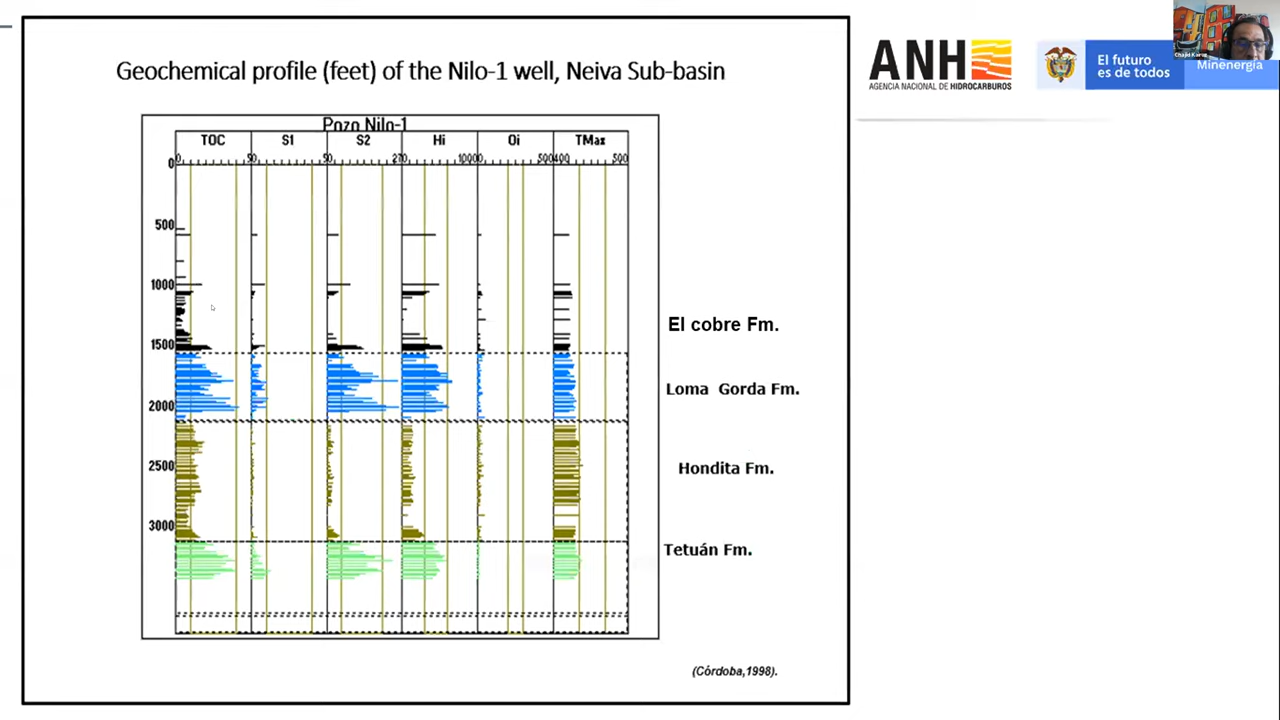 Geochemical profile (feet) of the Nilo-1 well, Neiva Sub-basin
ANH
AGENCIA NACIONAL DE HIDROCARBUROS
El futuro
es de todos
Minenergía
Pozo Nilo-1
TOC S1 S2 Hi Oi TMax
0
500
1000
1500
2000
2500
3000
El cobre Fm.
Loma Gorda Fm.
Hondita Fm.
Tetuán Fm.
(Córdoba,1998).